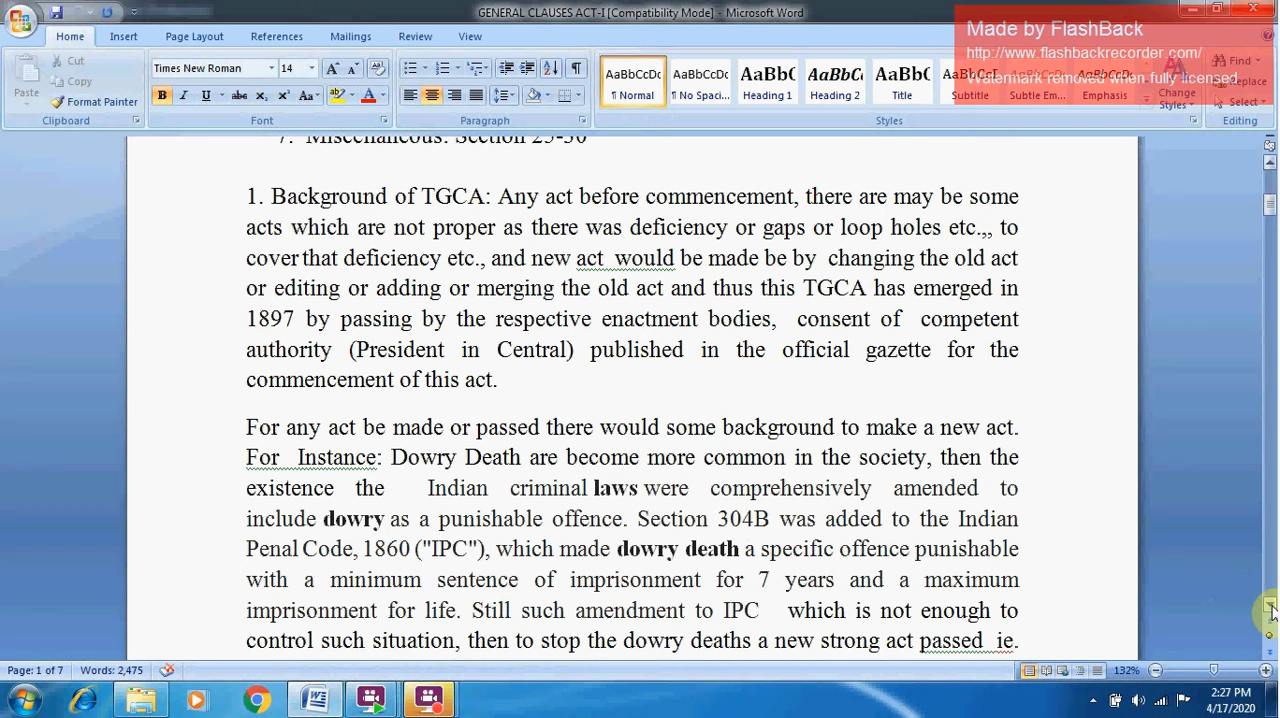 GENERAL CLAUSES ACT-I [Compatibility Mode] - Microsoft Word
Made by FlashBack
http://www.flashbackrecorder.com/
Watermark removed when fully licensed
Home Insert Page Layout References Mailings Review View
Cut
Copy
Paste
Format Painter
Clipboard
Times New Roman 14
B I U abc x₂ x² Aa
Font
Paragraph
AaBbCcDc AaBbCcDc AaBbC AaBbCc AaBbC
¶ Normal ¶ No Spaci... Heading 1 Heading 2 Title Subtitle Subtle Em... Emphasis
Change
Styles
Styles
Find
Replace
Select
Editing
7. Miscellaneous: Section 25-30
1. Background of TGCA: Any act before commencement, there are may be some
acts which are not proper as there was deficiency or gaps or loop holes etc.,, to
cover that deficiency etc., and new act would be made be by changing the old act
or editing or adding or merging the old act and thus this TGCA has emerged in
1897 by passing by the respective enactment bodies, consent of competent
authority (President in Central) published in the official gazette for the
commencement of this act.
For any act be made or passed there would some background to make a new act.
For Instance: Dowry Death are become more common in the society, then the
existence the Indian criminal laws were comprehensively amended to
include dowry as a punishable offence. Section 304B was added to the Indian
Penal Code, 1860 ("IPC"), which made dowry death a specific offence punishable
with a minimum sentence of imprisonment for 7 years and a maximum
imprisonment for life. Still such amendment to IPC which is not enough to
control such situation, then to stop the dowry deaths a new strong act passed ie.
Page: 1 of 7 Words: 2,475 132%
2:27 PM
4/17/2020